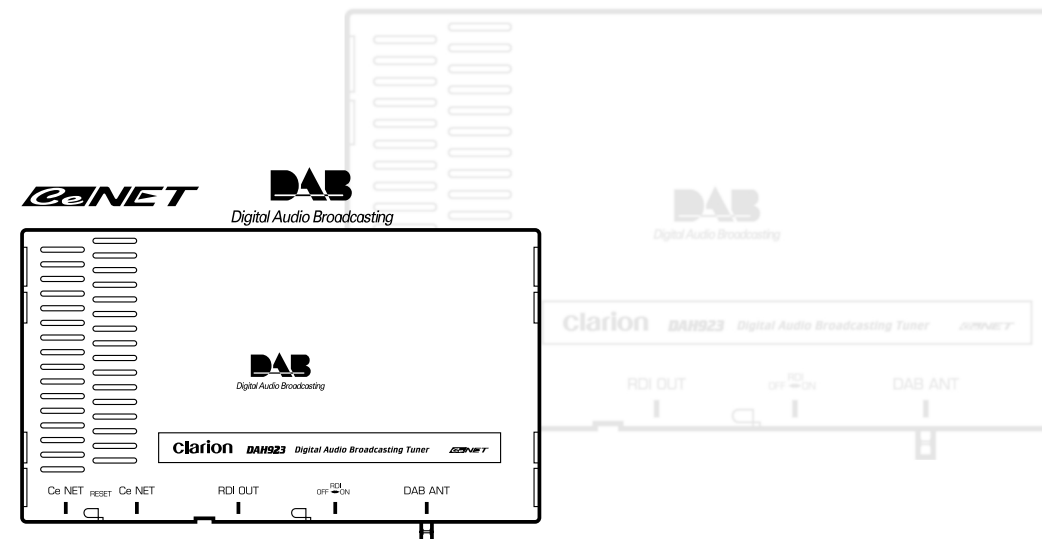 CeNET
DAB
Digital Audio Broadcasting
DAB
Digital Audio Broadcasting
clarion DAH923 Digital Audio Broadcasting Tuner CeNET
Ce NET RESET Ce NET RDI OUT RDI OFF ON DAB ANT
DAB
Digital Audio Broadcasting
clarion DAH923 Digital Audio Broadcasting Tuner CeNET
RDI OUT RDI OFF ON DAB ANT